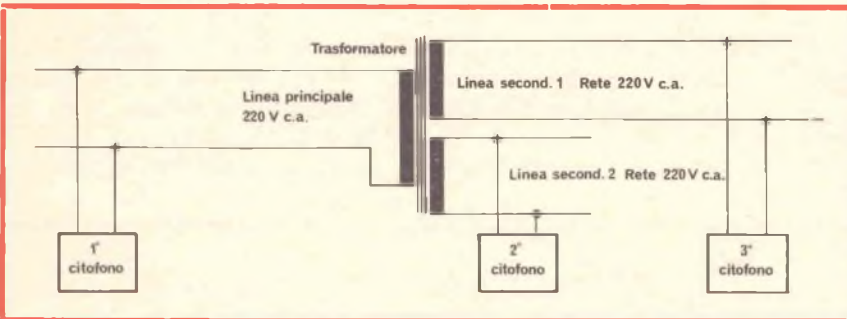 Trasformatore
Linea principale
220 V c.a.
Linea second. 1 Rete 220 V c.a.
Linea second. 2 Rete 220 V c.a.
1°
citofono
2°
citofono
3°
citofono